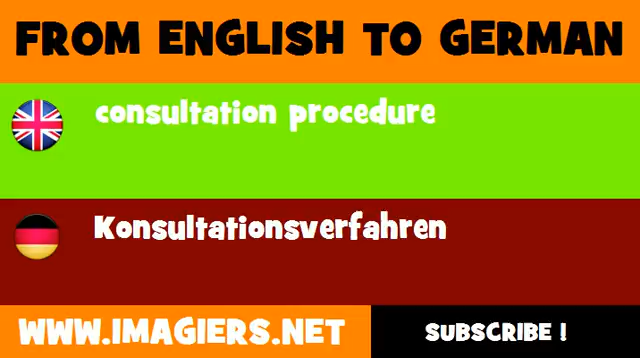 FROM ENGLISH TO GERMAN
consultation procedure
Konsultationsverfahren
WWW.IMAGIERS.NET
SUBSCRIBE !